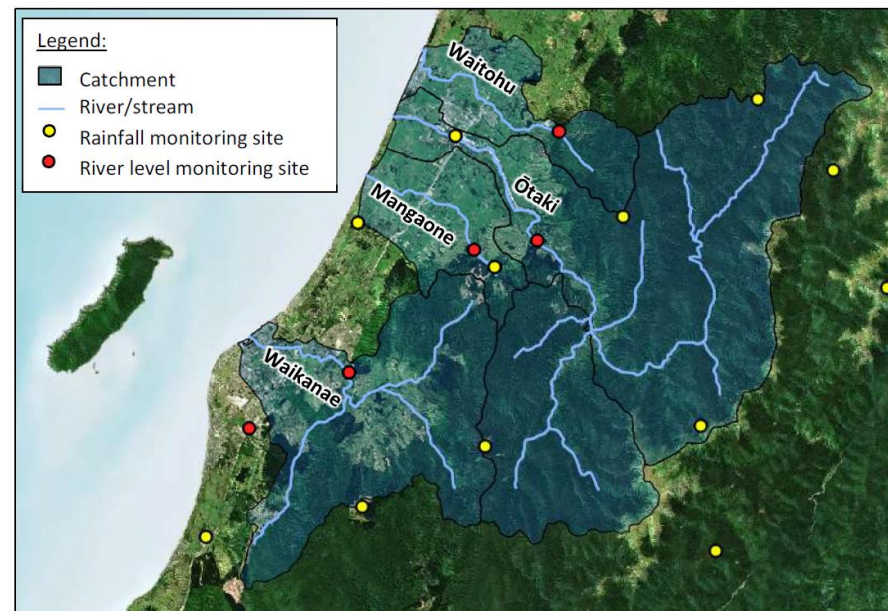 Legend:
Catchment
River/stream
Rainfall monitoring site
River level monitoring site
Waitohu
Ōtaki
Mangaone
Waikanae